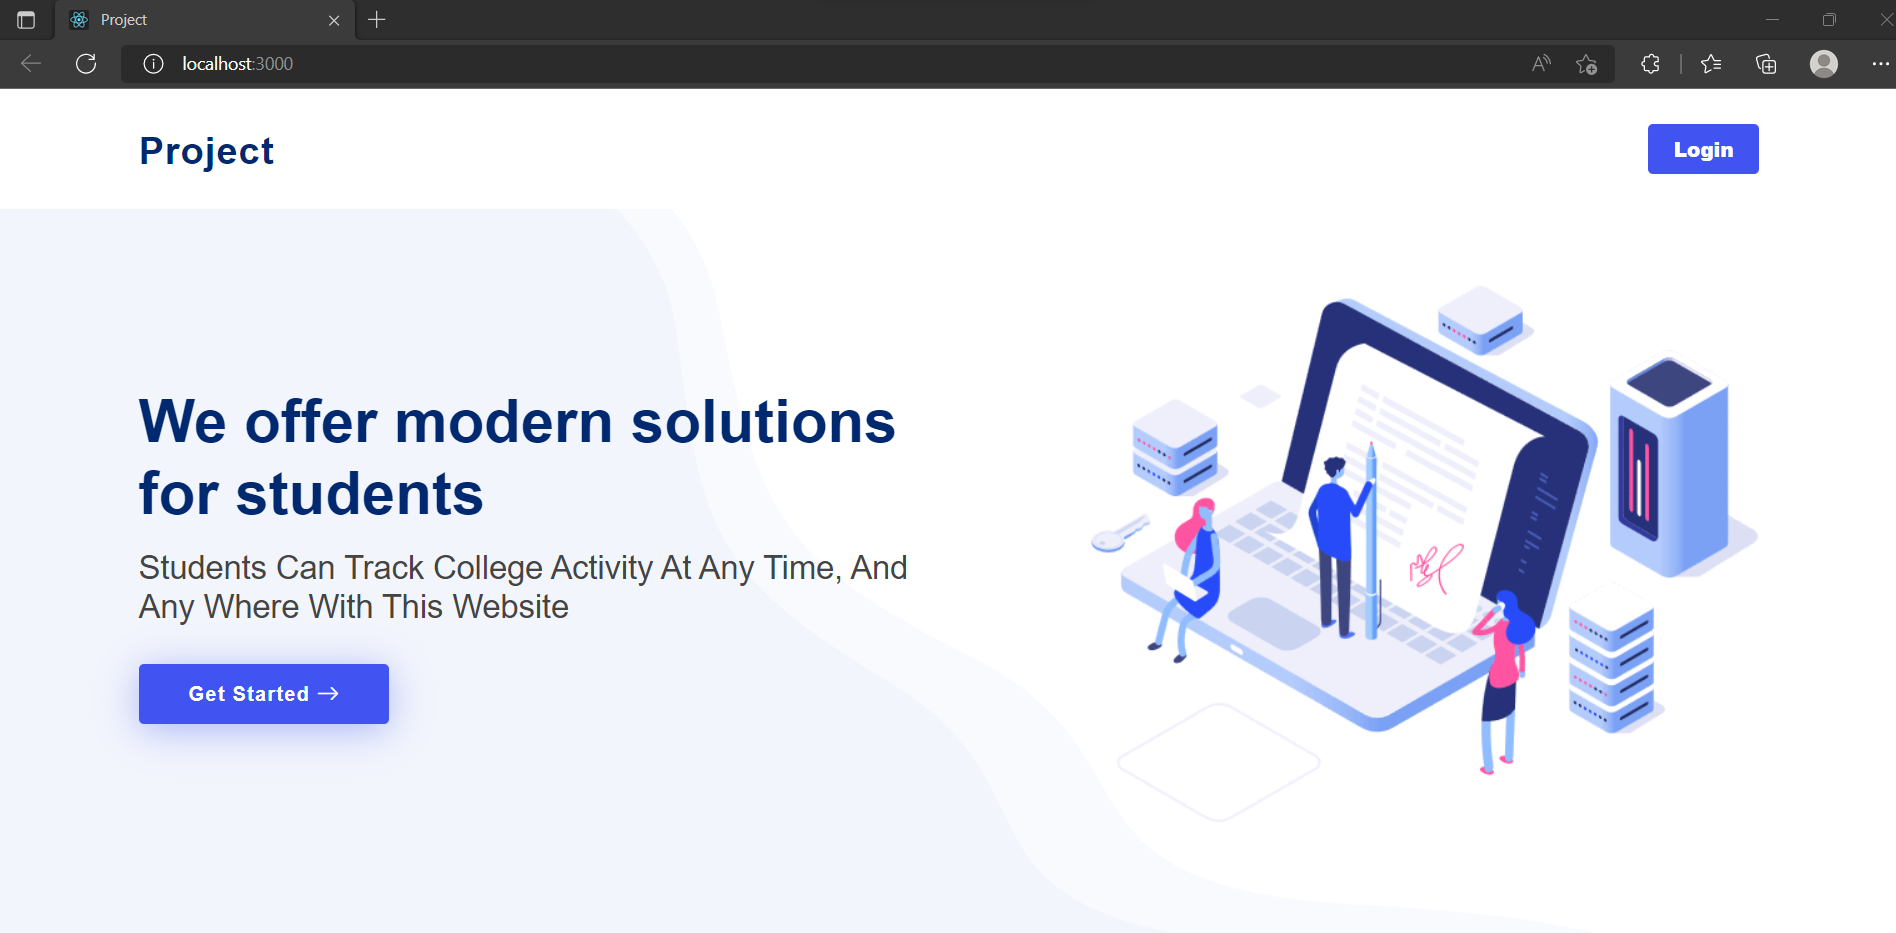 Project
localhost:3000
Project
Login
We offer modern solutions
for students
Students Can Track College Activity At Any Time, And
Any Where With This Website
Get Started →